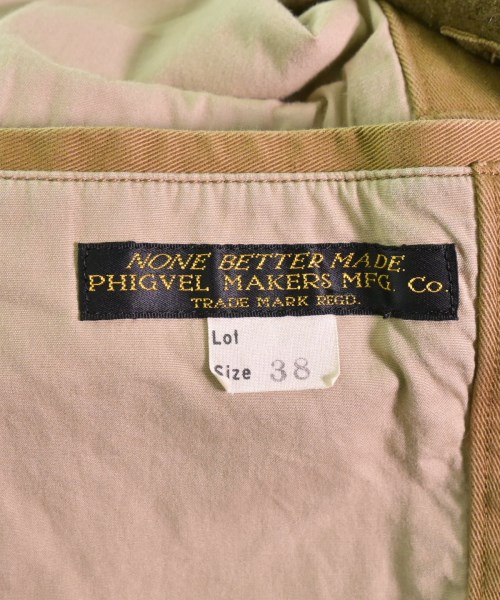 NONE BETTER MADE.
PHIGVEL MAKERS MFG. Co.
TRADE MARK REGD.
Lot
Size 38